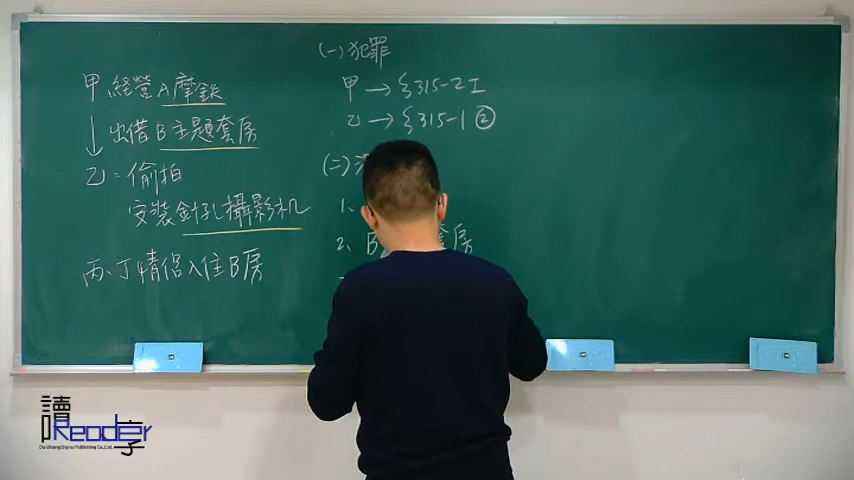 甲 經營A摩鐵
↓ 出借B主題套房
乙=偷拍
安裝針孔攝影机
丙、丁情侶入住B房
(一)犯罪
甲→§315-2 I
乙→§315-1 ②
(二)
1、
2、B 套房
讀享
Reader